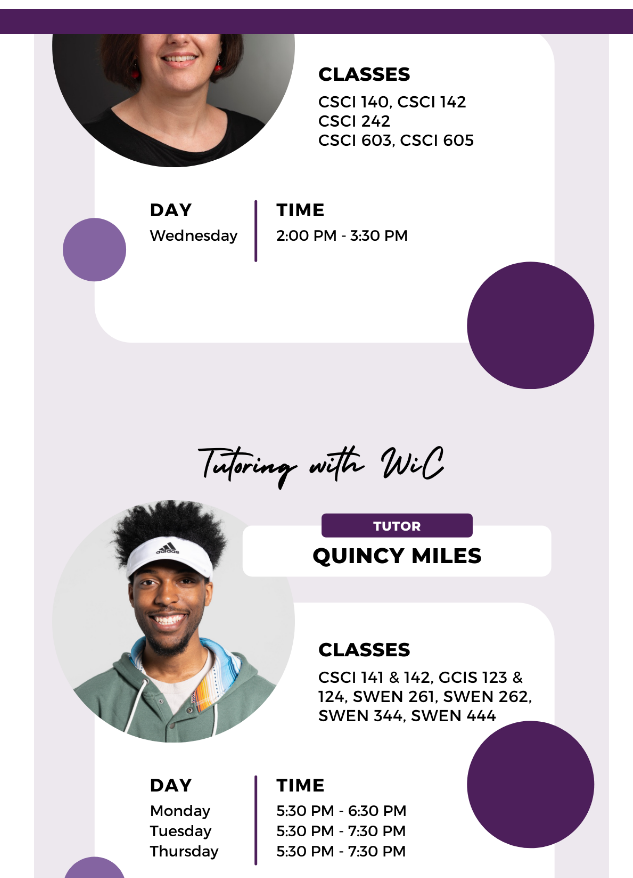 CLASSES
CSCI 140, CSCI 142
CSCI 242
CSCI 603, CSCI 605
DAY
TIME
Wednesday
2:00 PM - 3:30 PM
Tutoring with WiC
TUTOR
QUINCY MILES
adidas
CLASSES
CSCI 141 & 142, GCIS 123 &
124, SWEN 261, SWEN 262,
SWEN 344, SWEN 444
DAY
TIME
Monday
5:30 PM - 6:30 PM
Tuesday
5:30 PM - 7:30 PM
Thursday
5:30 PM - 7:30 PM